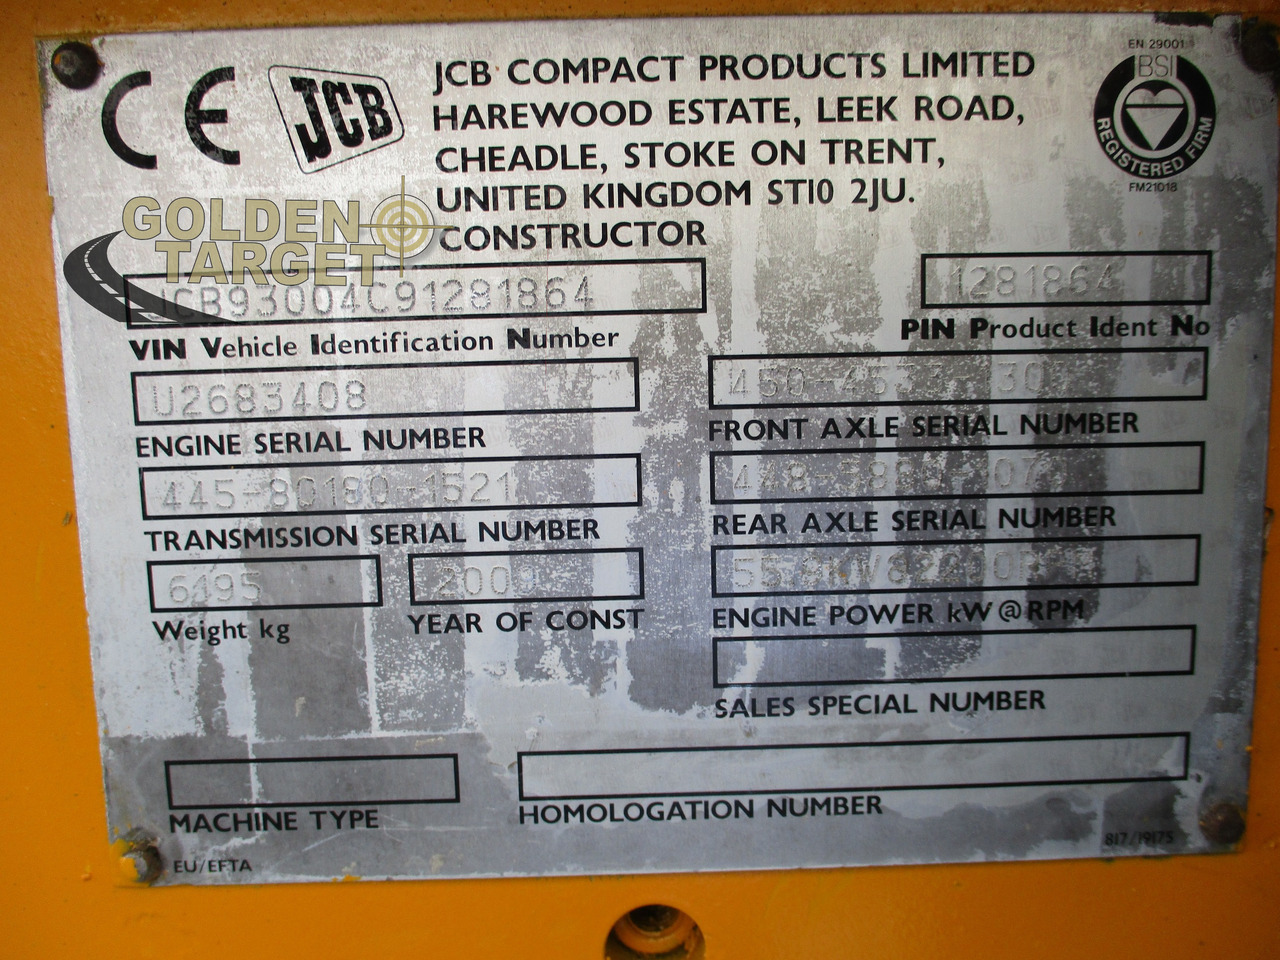 CE
JCB
JCB COMPACT PRODUCTS LIMITED
HAREWOOD ESTATE, LEEK ROAD,
CHEADLE, STOKE ON TRENT,
UNITED KINGDOM ST10 2JU.
CONSTRUCTOR
EN 29001
BSI
REGISTERED FIRM
FM21018
GOLDEN
TARGET
JCB93004C91281864
VIN Vehicle Identification Number
1281864
PIN Product Ident No
U2683408
ENGINE SERIAL NUMBER
FRONT AXLE SERIAL NUMBER
445-80180-1521
TRANSMISSION SERIAL NUMBER
REAR AXLE SERIAL NUMBER
6495
Weight kg
YEAR OF CONST
ENGINE POWER kW@RPM
SALES SPECIAL NUMBER
MACHINE TYPE
HOMOLOGATION NUMBER
EU/EFTA
817/19175